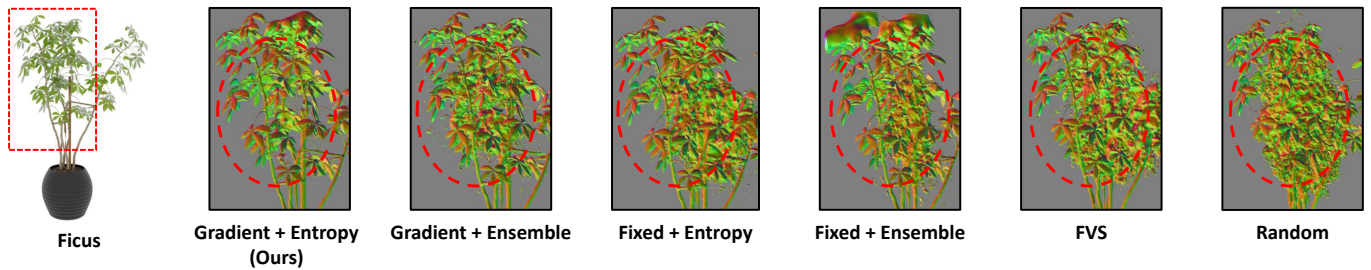 Ficus
Gradient + Entropy
(Ours)
Gradient + Ensemble
Fixed + Entropy
Fixed + Ensemble
FVS
Random